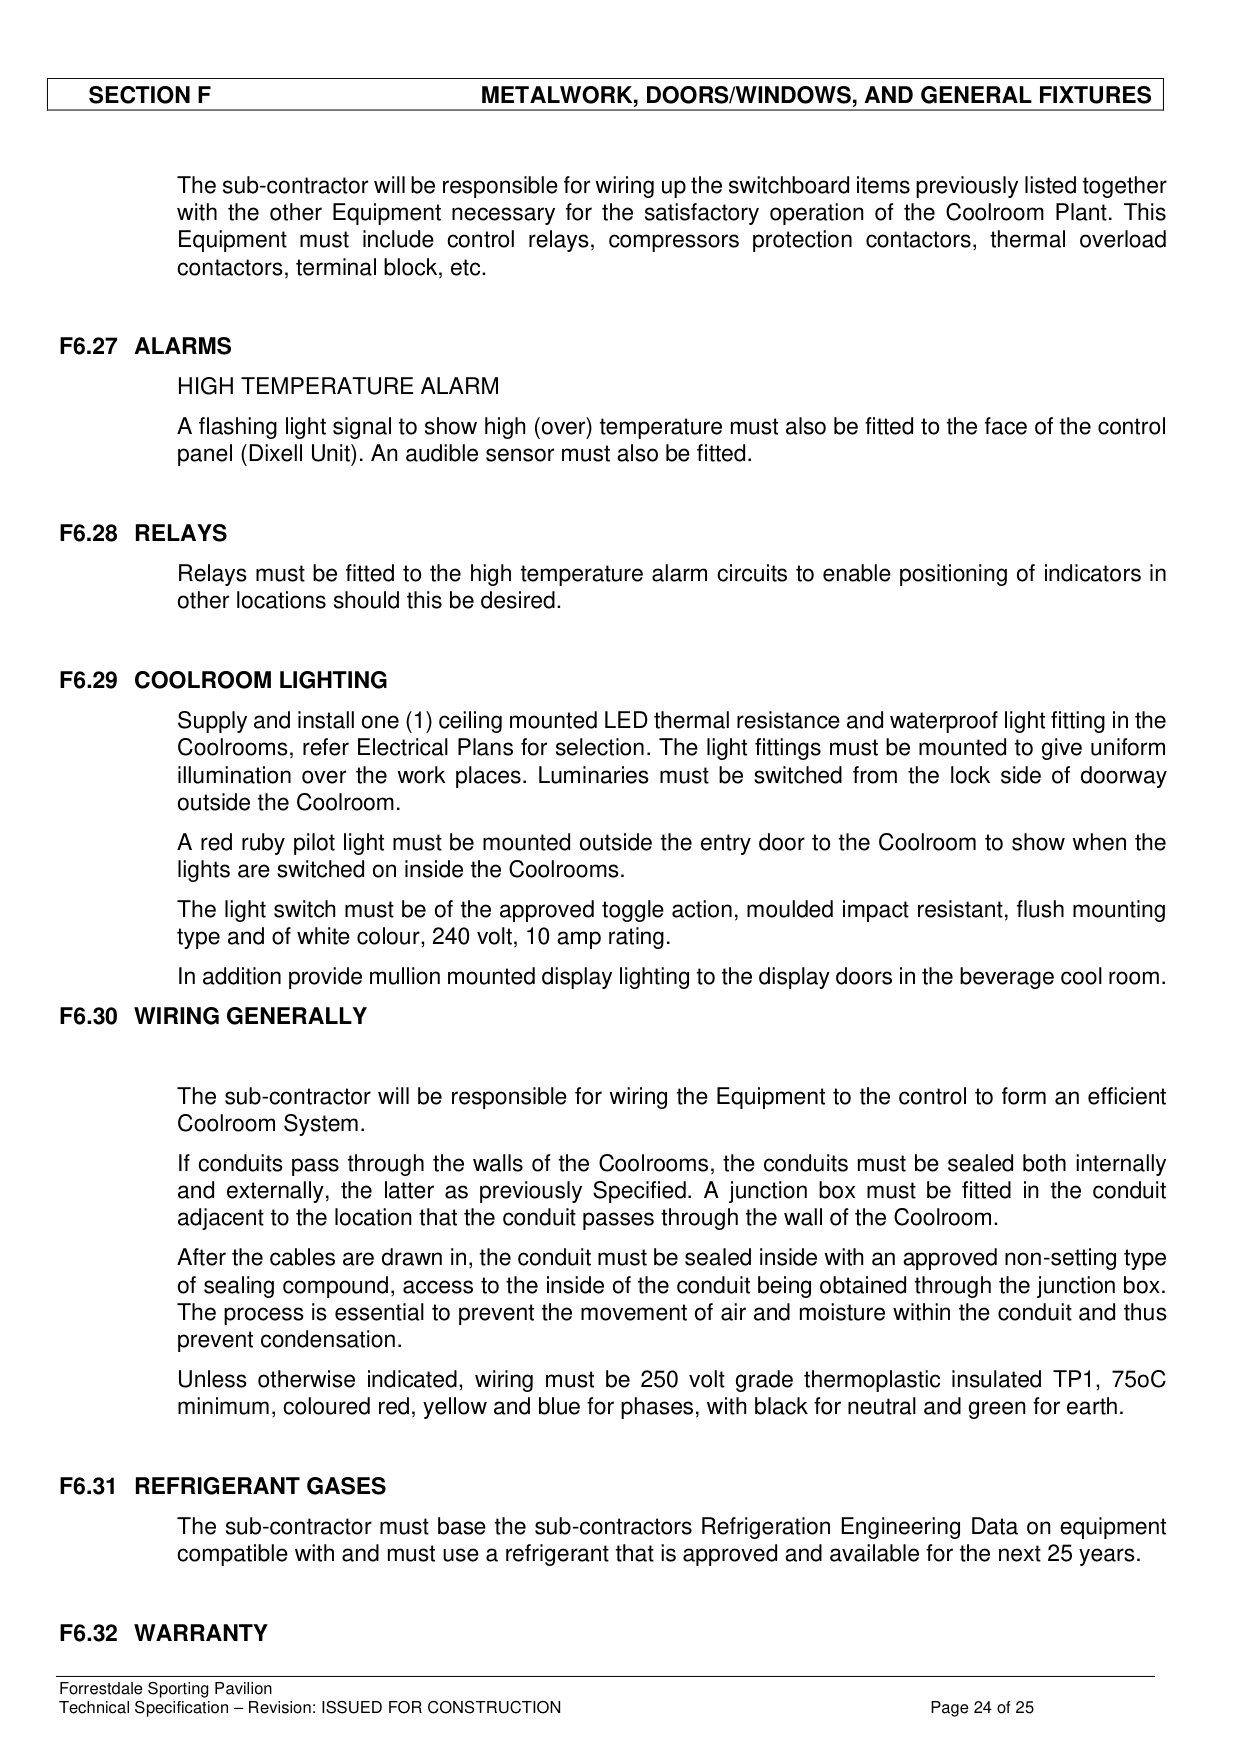 SECTION F METALWORK, DOORS/WINDOWS, AND GENERAL FIXTURES
The sub-contractor will be responsible for wiring up the switchboard items previously listed together
with the other Equipment necessary for the satisfactory operation of the Coolroom Plant. This
Equipment must include control relays, compressors protection contactors, thermal overload
contactors, terminal block, etc.
F6.27 ALARMS
HIGH TEMPERATURE ALARM
A flashing light signal to show high (over) temperature must also be fitted to the face of the control
panel (Dixell Unit). An audible sensor must also be fitted.
F6.28 RELAYS
Relays must be fitted to the high temperature alarm circuits to enable positioning of indicators in
other locations should this be desired.
F6.29 COOLROOM LIGHTING
Supply and install one (1) ceiling mounted LED thermal resistance and waterproof light fitting in the
Coolrooms, refer Electrical Plans for selection. The light fittings must be mounted to give uniform
illumination over the work places. Luminaries must be switched from the lock side of doorway
outside the Coolroom.
A red ruby pilot light must be mounted outside the entry door to the Coolroom to show when the
lights are switched on inside the Coolrooms.
The light switch must be of the approved toggle action, moulded impact resistant, flush mounting
type and of white colour, 240 volt, 10 amp rating.
In addition provide mullion mounted display lighting to the display doors in the beverage cool room.
F6.30 WIRING GENERALLY
The sub-contractor will be responsible for wiring the Equipment to the control to form an efficient
Coolroom System.
If conduits pass through the walls of the Coolrooms, the conduits must be sealed both internally
and externally, the latter as previously Specified. A junction box must be fitted in the conduit
adjacent to the location that the conduit passes through the wall of the Coolroom.
After the cables are drawn in, the conduit must be sealed inside with an approved non-setting type
of sealing compound, access to the inside of the conduit being obtained through the junction box.
The process is essential to prevent the movement of air and moisture within the conduit and thus
prevent condensation.
Unless otherwise indicated, wiring must be 250 volt grade thermoplastic insulated TP1, 75oC
minimum, coloured red, yellow and blue for phases, with black for neutral and green for earth.
F6.31 REFRIGERANT GASES
The sub-contractor must base the sub-contractors Refrigeration Engineering Data on equipment
compatible with and must use a refrigerant that is approved and available for the next 25 years.
F6.32 WARRANTY
Forrestdale Sporting Pavilion
Technical Specification – Revision: ISSUED FOR CONSTRUCTION Page 24 of 25